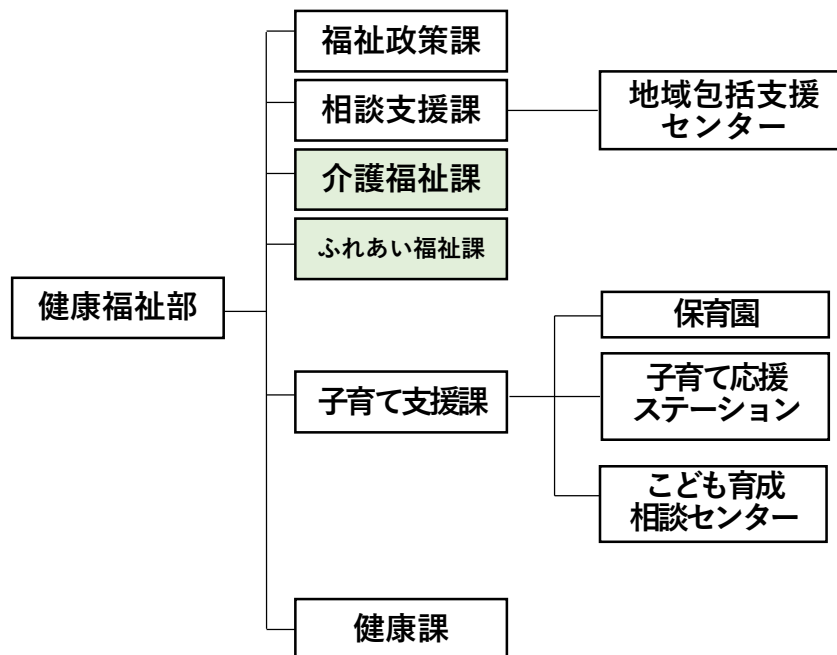 福祉政策課
相談支援課
地域包括支援
センター
介護福祉課
ふれあい福祉課
健康福祉部
保育園
子育て支援課
子育て応援
ステーション
こども育成
相談センター
健康課